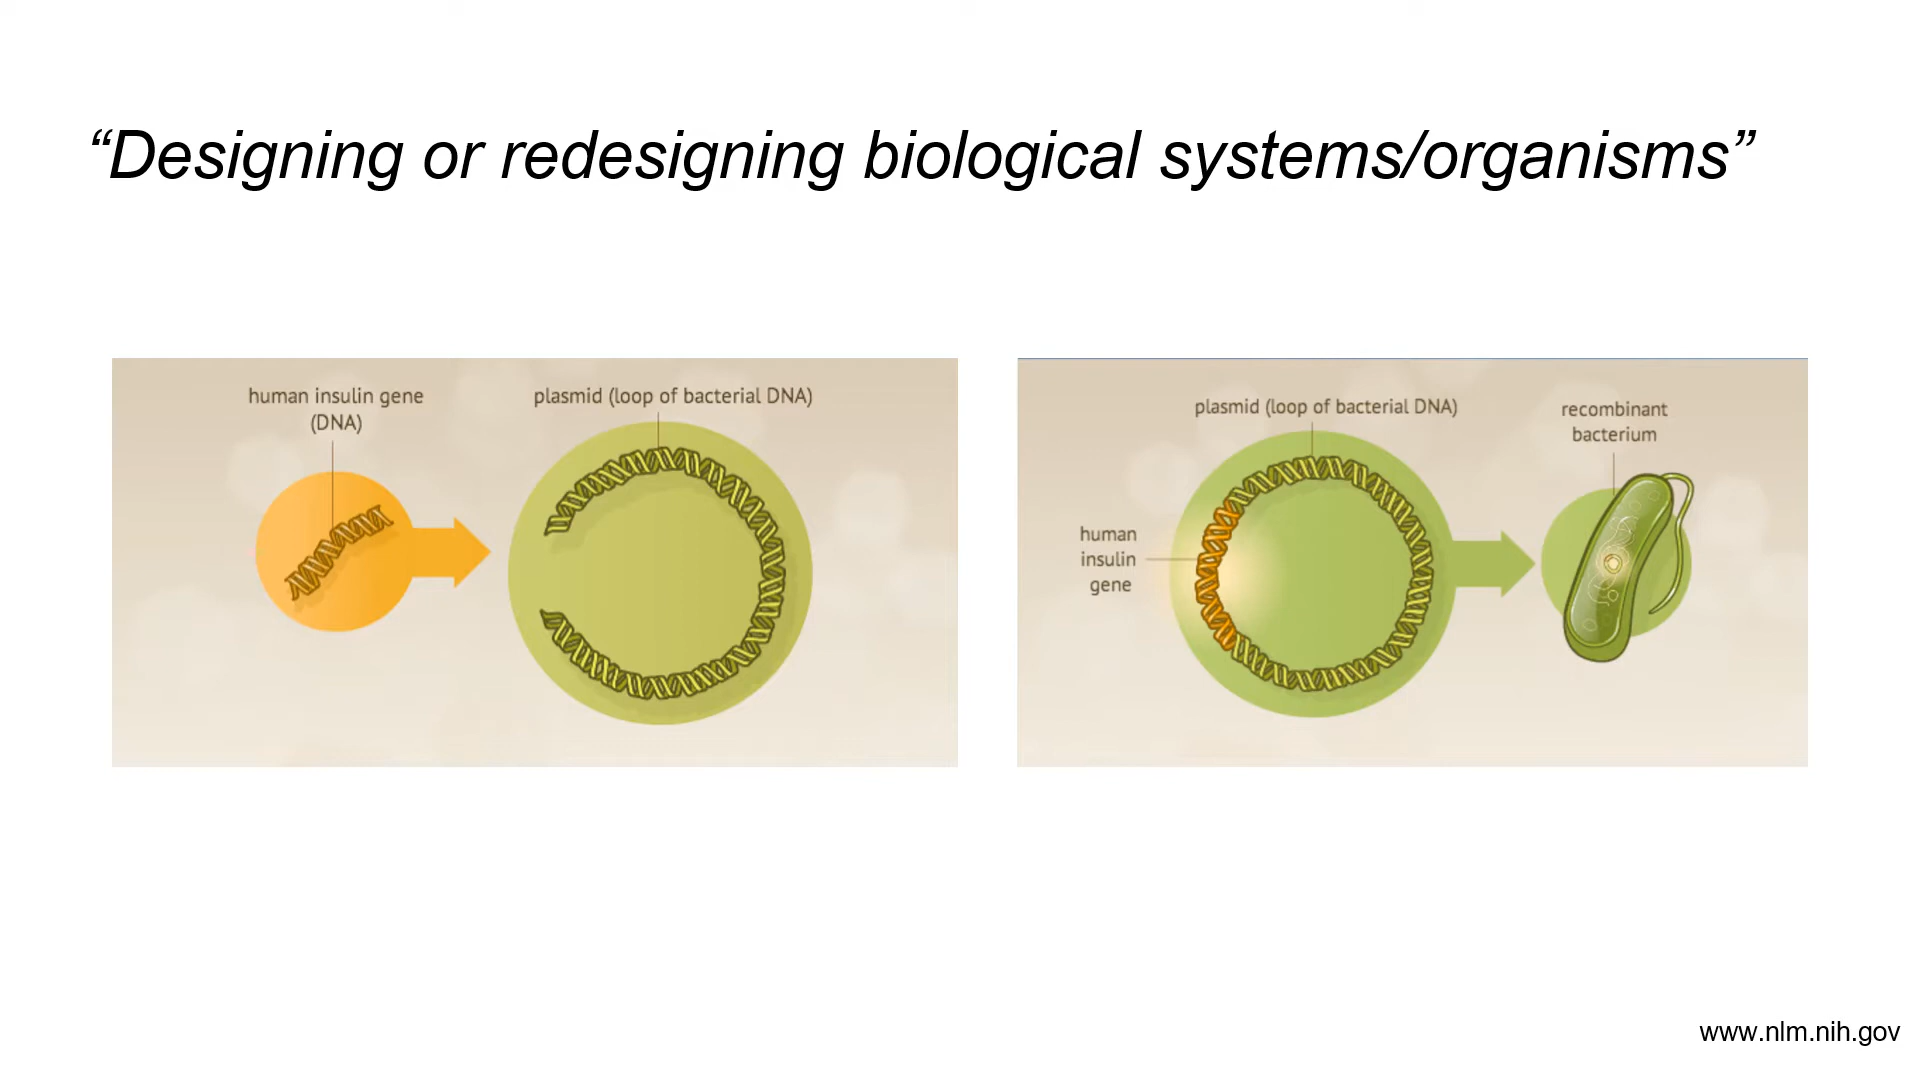 “Designing or redesigning biological systems/organisms”
human insulin gene
(DNA)
plasmid (loop of bacterial DNA)
plasmid (loop of bacterial DNA)
recombinant
bacterium
human
insulin
gene
www.nlm.nih.gov